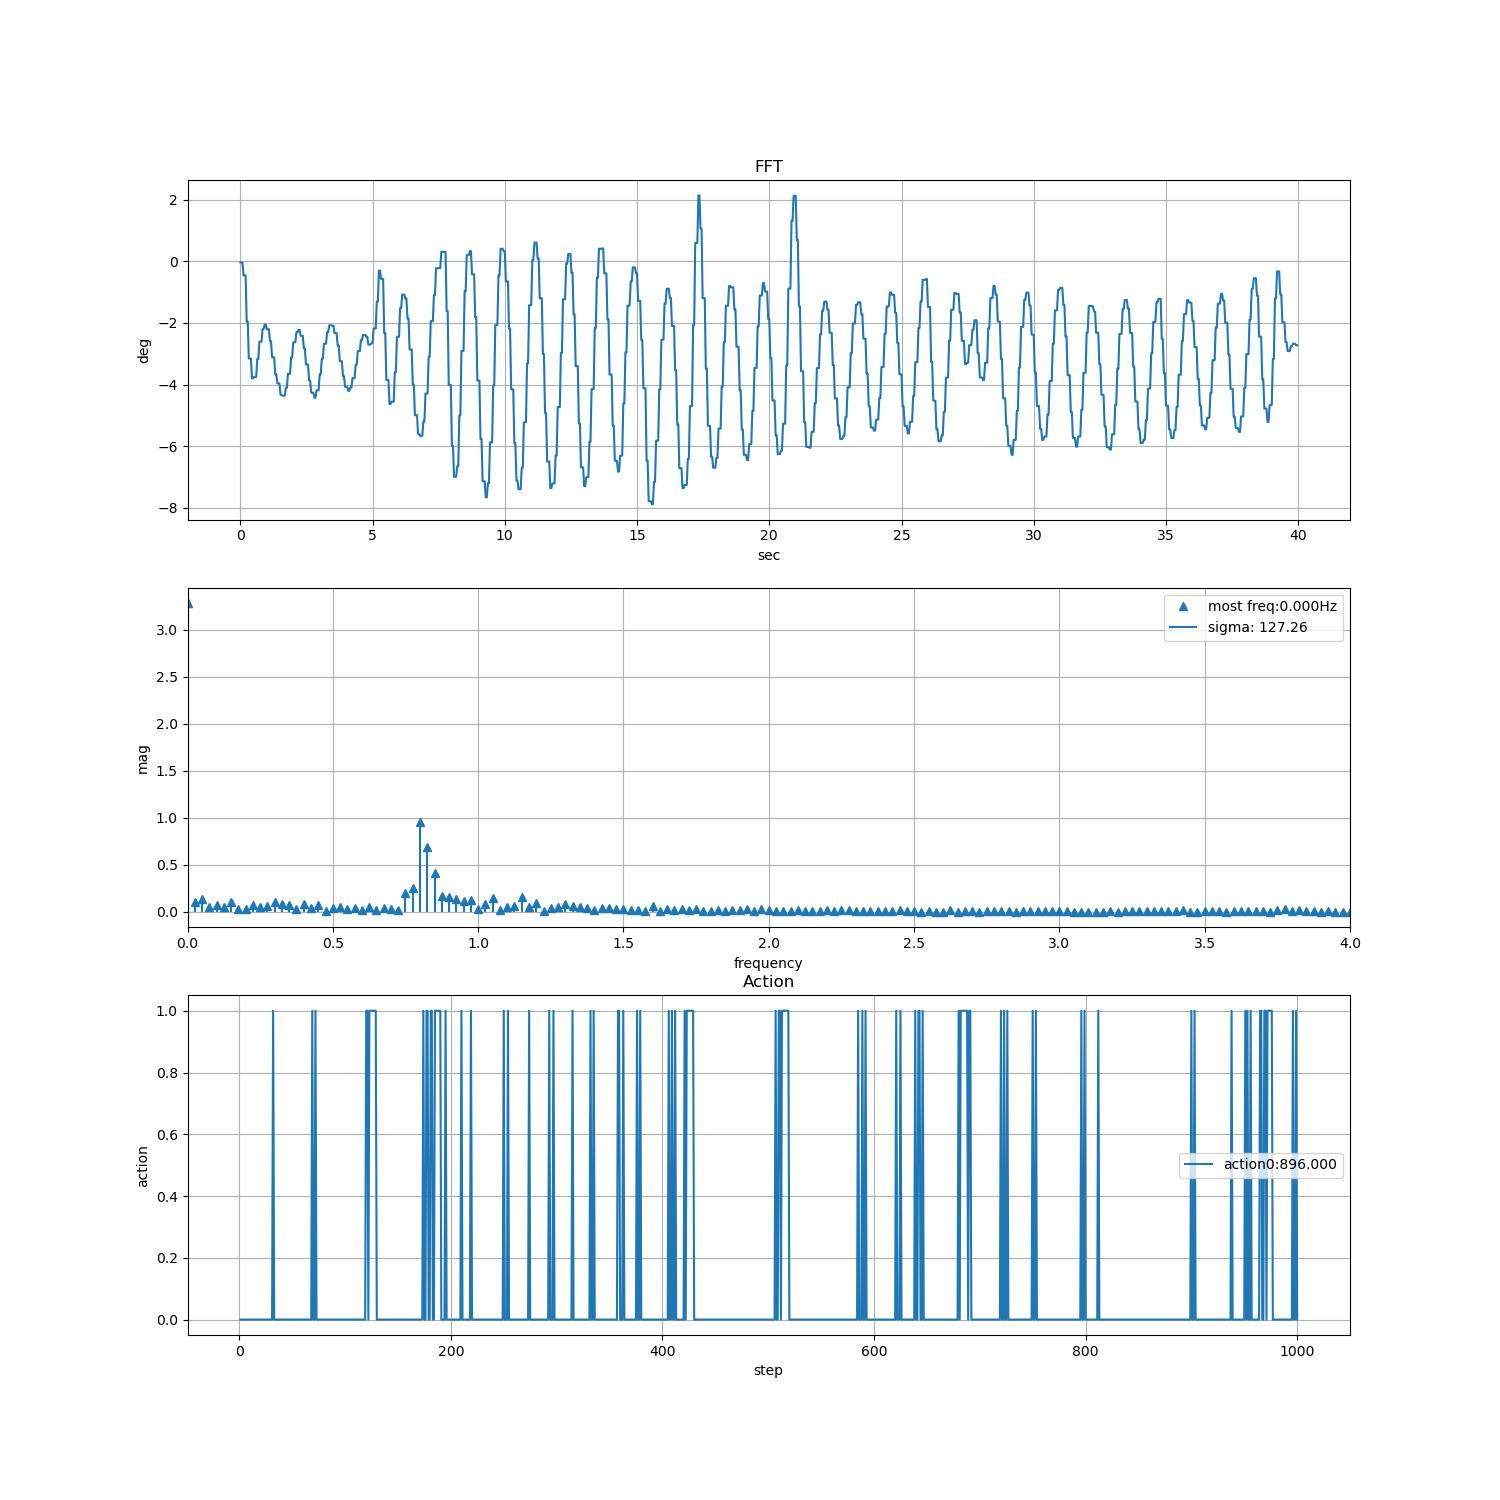 FFT
2
0
−2
−4
−6
−8
deg
0 5 10 15 20 25 30 35 40
sec
most freq:0.000Hz
sigma: 127.26
3.0
2.5
2.0
1.5
1.0
0.5
0.0
mag
0.0 0.5 1.0 1.5 2.0 2.5 3.0 3.5 4.0
frequency
Action
1.0
0.8
0.6
0.4
0.2
0.0
action
action0:896.000
0 200 400 600 800 1000
step